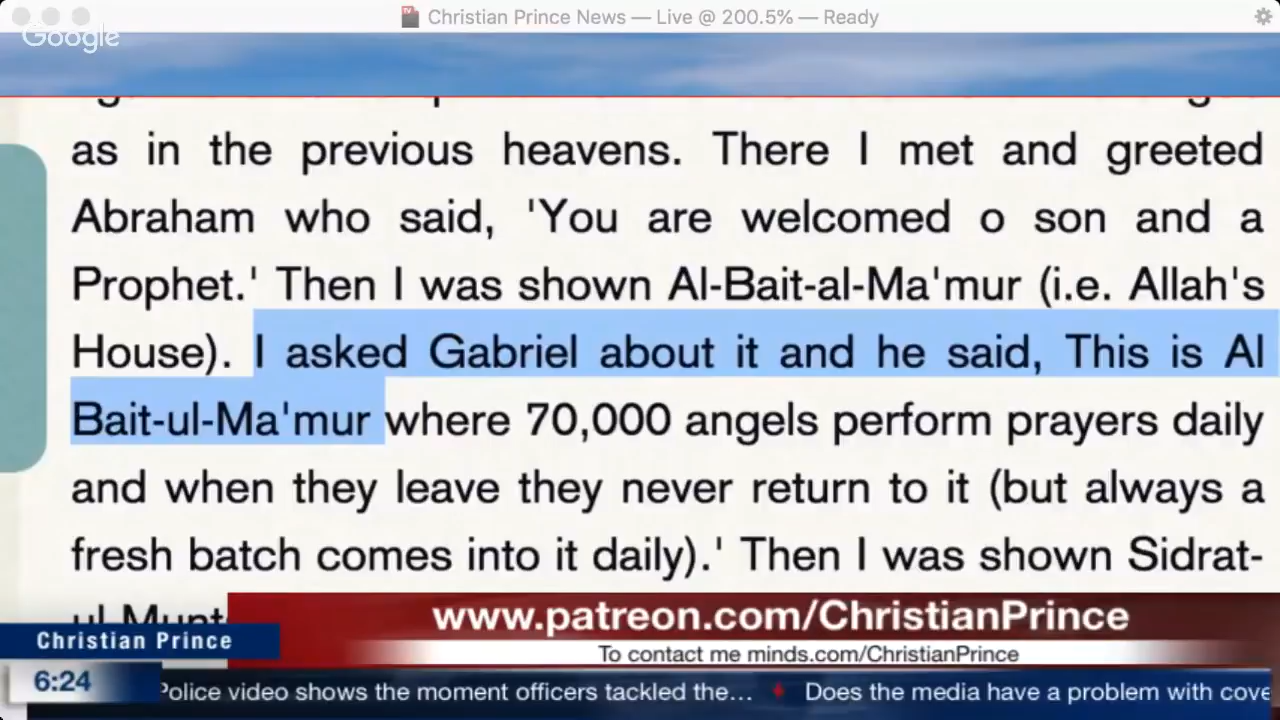 Christian Prince News — Live @ 200.5% — Ready
Google
as in the previous heavens. There I met and greeted
Abraham who said, 'You are welcomed o son and a
Prophet.' Then I was shown Al-Bait-al-Ma'mur (i.e. Allah's
House). I asked Gabriel about it and he said, This is Al
Bait-ul-Ma'mur where 70,000 angels perform prayers daily
and when they leave they never return to it (but always a
fresh batch comes into it daily).' Then I was shown Sidrat-
www.patreon.com/ChristianPrince
Christian Prince
To contact me minds.com/ChristianPrince
6:24
Police video shows the moment officers tackled the... Does the media have a problem with cove